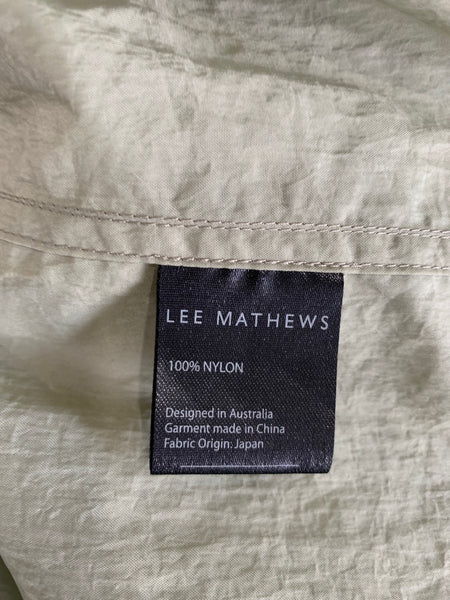 LEE MATHEWS
100% NYLON
Designed in Australia
Garment made in China
Fabric Origin: Japan